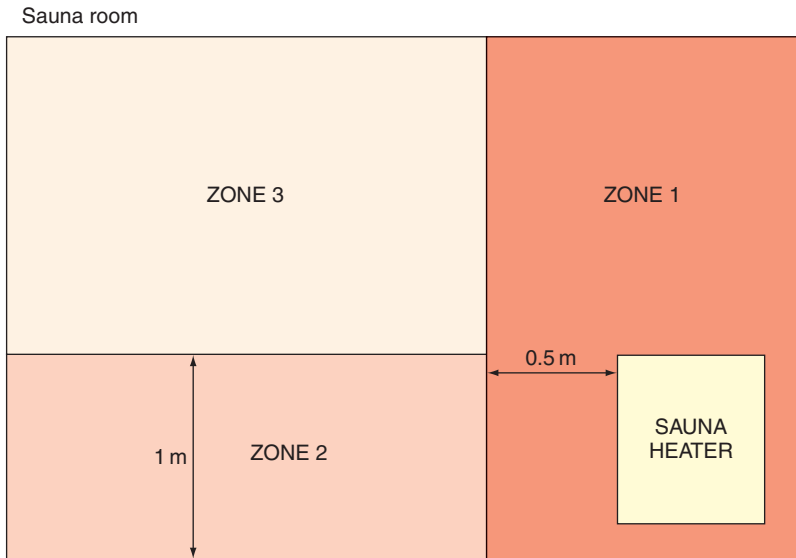 Sauna room
ZONE 3
ZONE 1
0.5 m
1 m
ZONE 2
SAUNA
HEATER